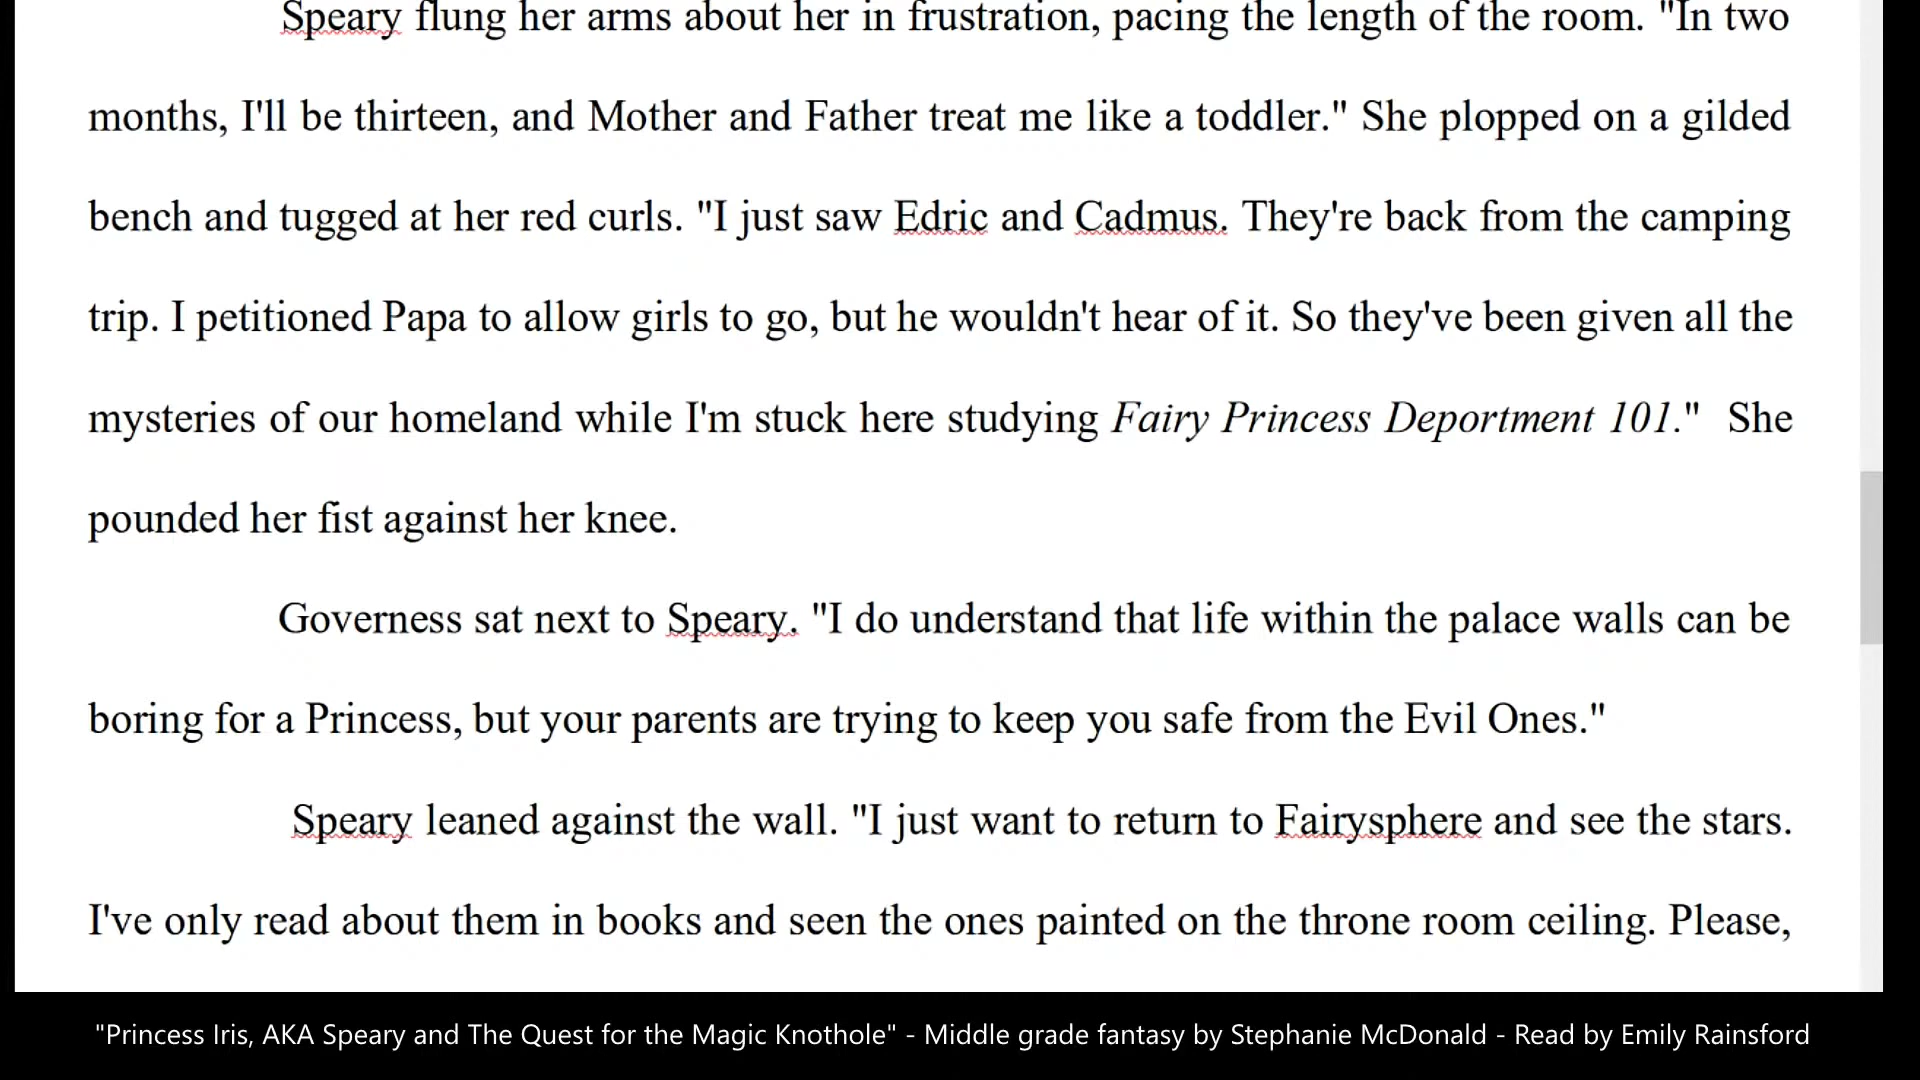 Speary flung her arms about her in frustration, pacing the length of the room. "In two
months, I'll be thirteen, and Mother and Father treat me like a toddler." She plopped on a gilded
bench and tugged at her red curls. "I just saw Edric and Cadmus. They're back from the camping
trip. I petitioned Papa to allow girls to go, but he wouldn't hear of it. So they've been given all the
mysteries of our homeland while I'm stuck here studying Fairy Princess Deportment 101."  She
pounded her fist against her knee.
Governess sat next to Speary. "I do understand that life within the palace walls can be
boring for a Princess, but your parents are trying to keep you safe from the Evil Ones."
Speary leaned against the wall. "I just want to return to Fairysphere and see the stars.
I've only read about them in books and seen the ones painted on the throne room ceiling. Please,
"Princess Iris, AKA Speary and The Quest for the Magic Knothole" - Middle grade fantasy by Stephanie McDonald - Read by Emily Rainsford